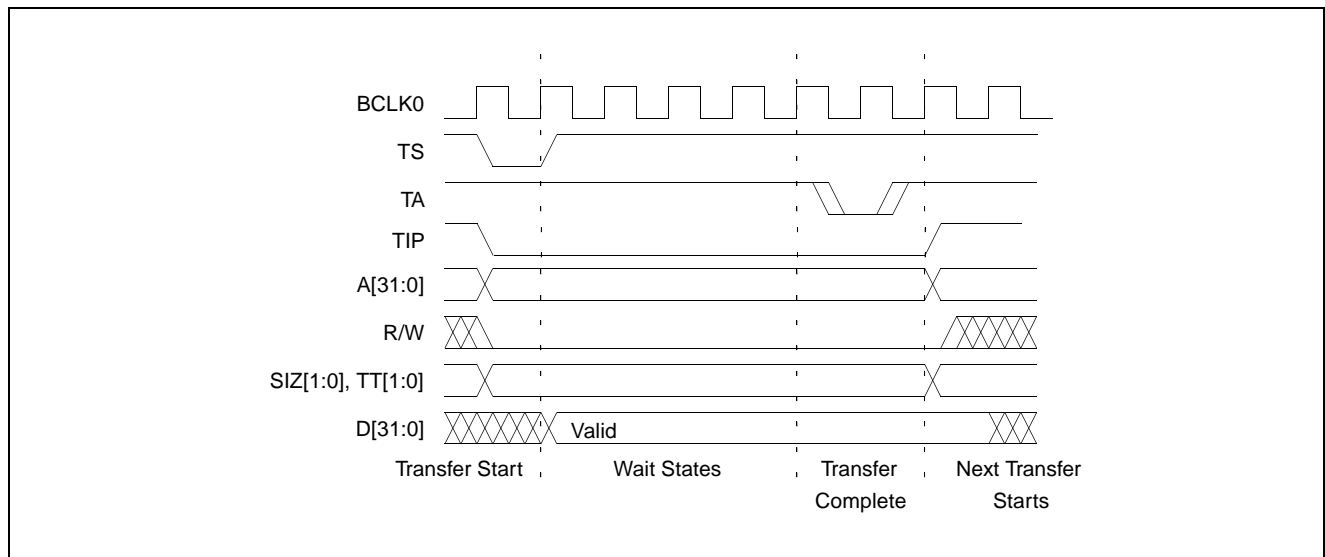 BCLK0
TS
TA
TIP
A[31:0]
R/W
SIZ[1:0], TT[1:0]
D[31:0]
Valid
Transfer Start
Wait States
Transfer
Complete
Next Transfer
Starts